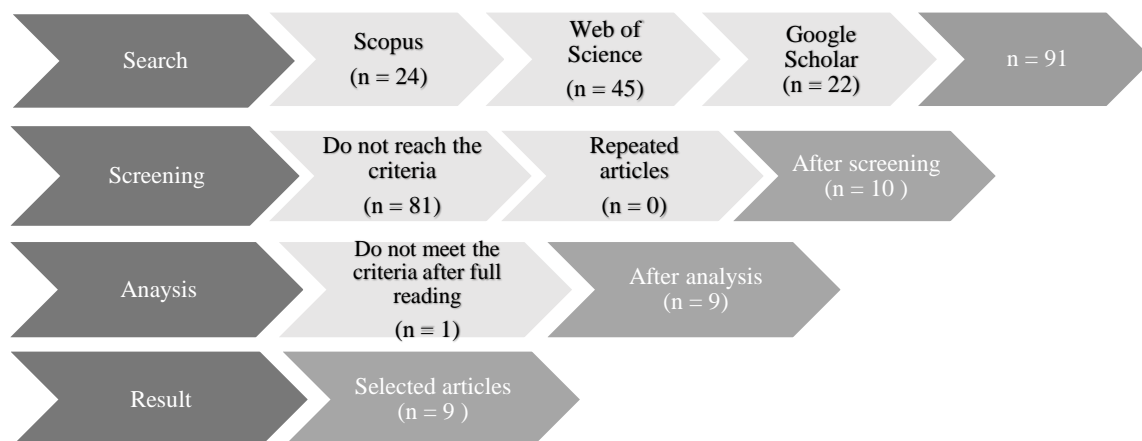 Search
Scopus
(n = 24)
Web of
Science
(n = 45)
Google
Scholar
(n = 22)
n = 91
Screening
Do not reach the
criteria
(n = 81)
Repeated
articles
(n = 0)
After screening
(n = 10 )
Anaysis
Do not meet the
criteria after full
reading
(n = 1)
After analysis
(n = 9)
Result
Selected articles
(n = 9 )